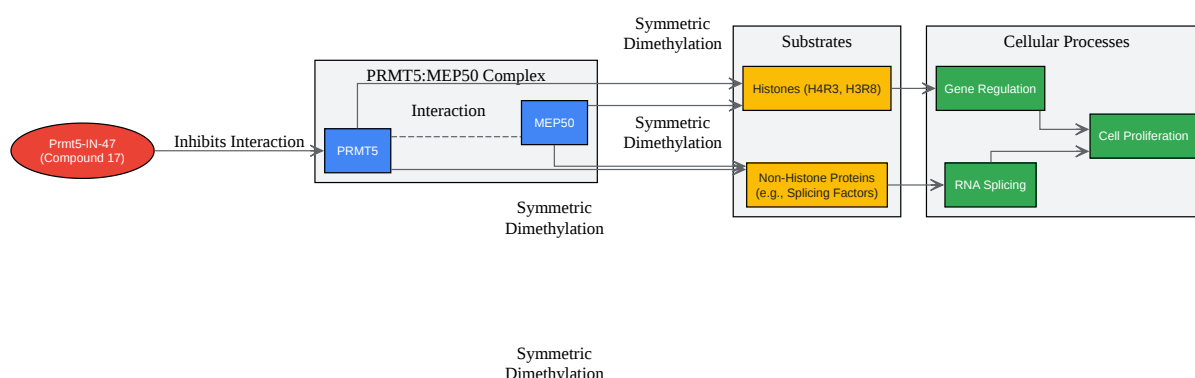 Symmetric
Dimethylation
Substrates
Cellular Processes
PRMT5:MEP50 Complex
Histones (H4R3, H3R8)
Gene Regulation
Interaction
MEP50
Symmetric
Dimethylation
Cell Proliferation
Prmt5-IN-47
(Compound 17)
Inhibits Interaction
PRMT5
Non-Histone Proteins
(e.g., Splicing Factors)
RNA Splicing
Symmetric
Dimethylation
Symmetric
Dimethylation